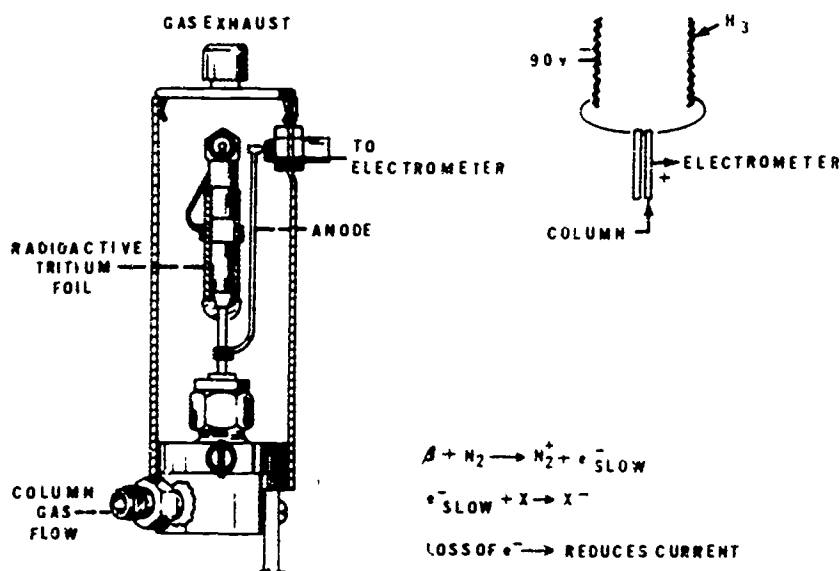 GAS EXHAUST
TO
ELECTROMETER
ANODE
RADIOACTIVE
TRITIUM
FOIL
COLUMN
GAS
FLOW
H3
90v -
ELECTROMETER
+
COLUMN
β + N2 → N2+ + e-SLOW
e-SLOW + X → X-
LOSS OF e- → REDUCES CURRENT